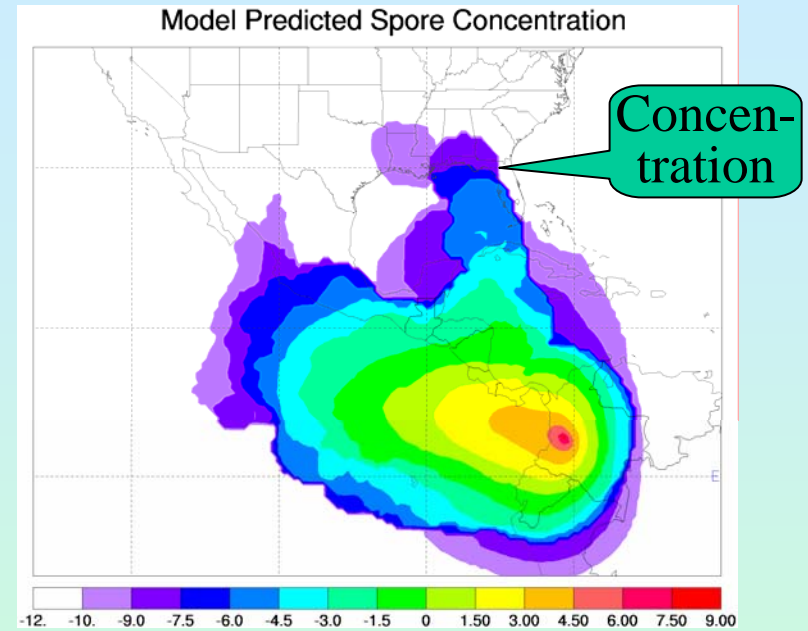 Model Predicted Spore Concentration
Concen-
tration
E
-12. -10. -9.0 -7.5 -6.0 -4.5 -3.0 -1.5 0 1.50 3.00 4.50 6.00 7.50 9.00